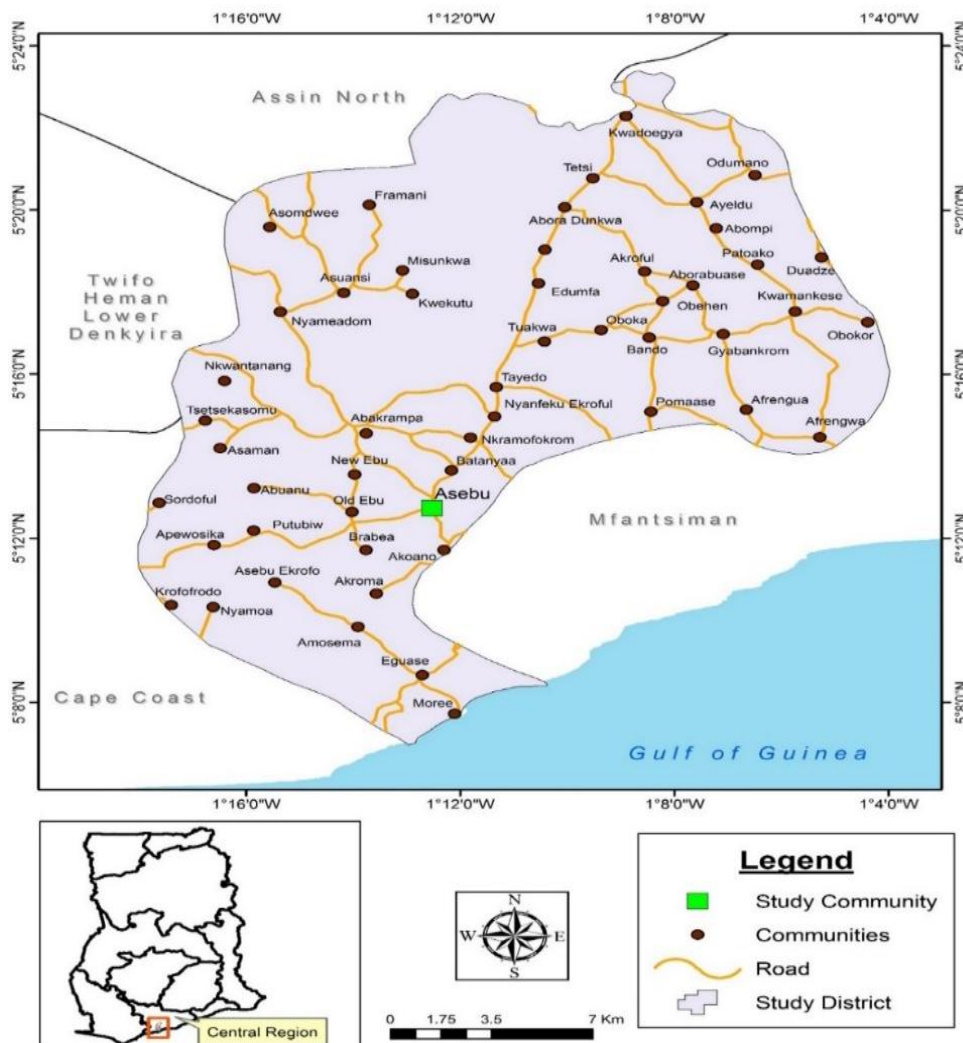 1°16'0"W 1°12'0"W 1°8'0"W 1°4'0"W
5°24'0"N 5°24'0"N
Assin North
Kwadoegya
Odumano
Tetsi
Framani
5°20'0"N 5°20'0"N
Asomdwee
Ayeldu
Abora Dunkwa
Abompi
Misunkwa
Patoako
Akroful
Aborabuase
Duadze
Twifo
Heman
Lower
Denkyira
Asuansi
Kwekutu
Edumfa
Obehen
Kwamankese
Nyameadom
Tuakwa
Oboka
Bando
Gyabankrom
Obokor
5°16'0"N 5°16'0"N
Nkwantanang
Tayedo
Tsetsekasomu
Nyanfeku Ekroful
Pomaase
Afrengua
Abakrampa
Afrengwa
Asaman
Nkramofokrom
New Ebu
Batanyaa
Abuanu
Asebu
Gordoful
Old Ebu
Mfantsiman
Apewosika
Putubiw
5°12'0"N 5°12'0"N
Brabea
Akoano
Asebu Ekrofo
Akroma
Krofofrodo
Nyamoa
Amosema
Eguase
Cape Coast
Moree
5°8'0"N 5°8'0"N
Gulf of Guinea
1°16'0"W 1°12'0"W 1°8'0"W 1°4'0"W
Central Region
N
W E
S
0 1.75 3.5 7 Km
Legend
Study Community
Communities
Road
Study District